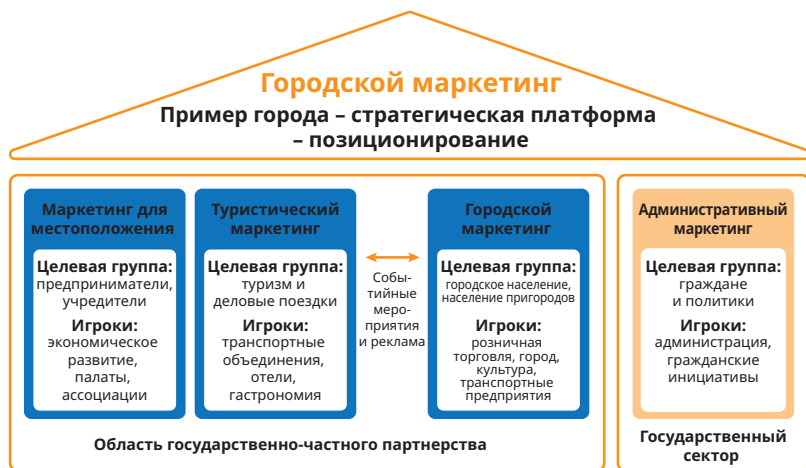 Городской маркетинг
Пример города – стратегическая платформа
– позиционирование
Маркетинг для
местоположения
Целевая группа:
предприниматели,
учредители
Игроки:
экономическое
развитие,
палаты,
ассоциации
Туристический
маркетинг
Целевая группа:
туризм и
деловые поездки
Игроки:
транспортные
объединения,
отели,
гастрономия
Собы-
тийные
меро-
приятия
и реклама
Городской
маркетинг
Целевая группа:
городское население,
население пригородов
Игроки:
розничная
торговля, город,
культура,
транспортные
предприятия
Область государственно-частного партнерства
Административный
маркетинг
Целевая группа:
граждане
и политики
Игроки:
администрация,
гражданские
инициативы
Государственный
сектор